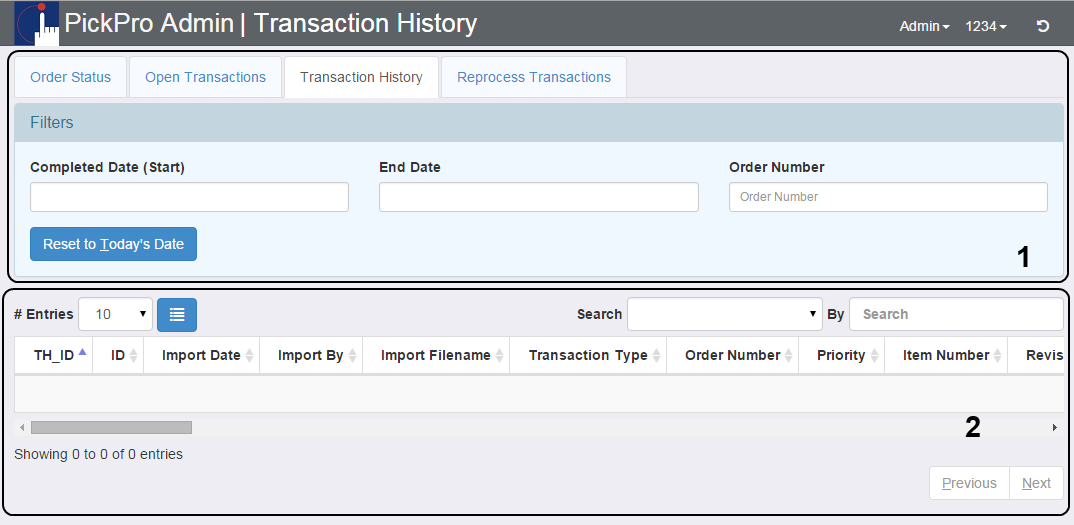 PickPro Admin | Transaction History
Admin 1234
Order Status Open Transactions Transaction History Reprocess Transactions
Filters
Completed Date (Start) End Date Order Number
Order Number
Reset to Today's Date
1
# Entries 10 Search By Search
TH_ID ID Import Date Import By Import Filename Transaction Type Order Number Priority Item Number Revis
2
Showing 0 to 0 of 0 entries
Previous Next